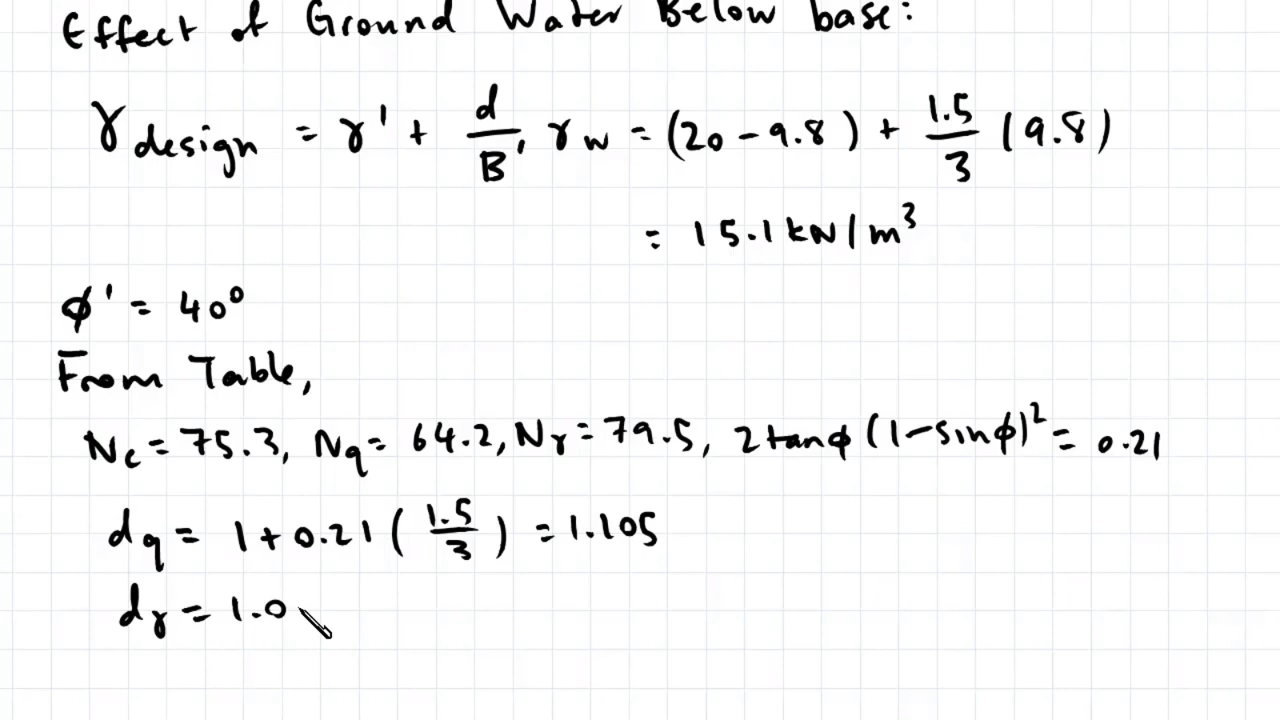 Effect of Ground Water Below base:
γ design = γ' + d/B' γw = (20 - 9.8) + 1.5/3 (9.8)
= 15.1 kN/m³
φ' = 40°
From Table,
Nc = 75.3, Nq = 64.2, Nγ = 79.5, 2tanφ(1-sinφ)² = 0.21
dq = 1 + 0.21 (1.5/3) = 1.105
dγ = 1.0